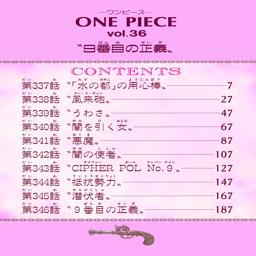 ―ワンピース―
ONE PIECE
vol.36
〝9番目の正義〟
CONTENTS
第337話 〝「水の都」の用心棒〟 7
第338話 〝風来砲〟 27
第339話 〝うわさ〟 47
第340話 〝闇を引く女〟 67
第341話 〝悪魔〟 87
第342話 〝闇の使者〟 107
第343話 〝CIPHER POL No.9〟 127
第344話 〝抵抗勢力〟 147
第345話 〝潜伏者〟 167
第346話 〝9番目の正義〟 187